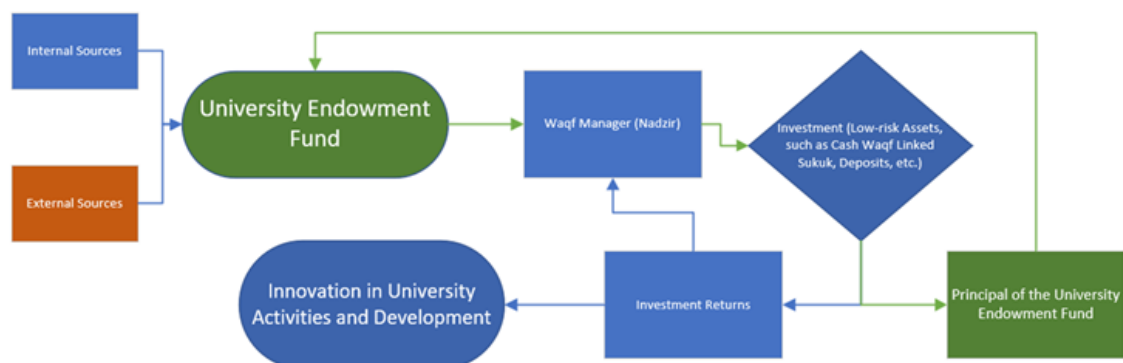 Internal Sources
External Sources
University Endowment
Fund
Waqf Manager (Nadzir)
Investment (Low-risk Assets,
such as Cash Waqf Linked
Sukuk, Deposits, etc.)
Innovation in University
Activities and Development
Investment Returns
Principal of the University
Endowment Fund